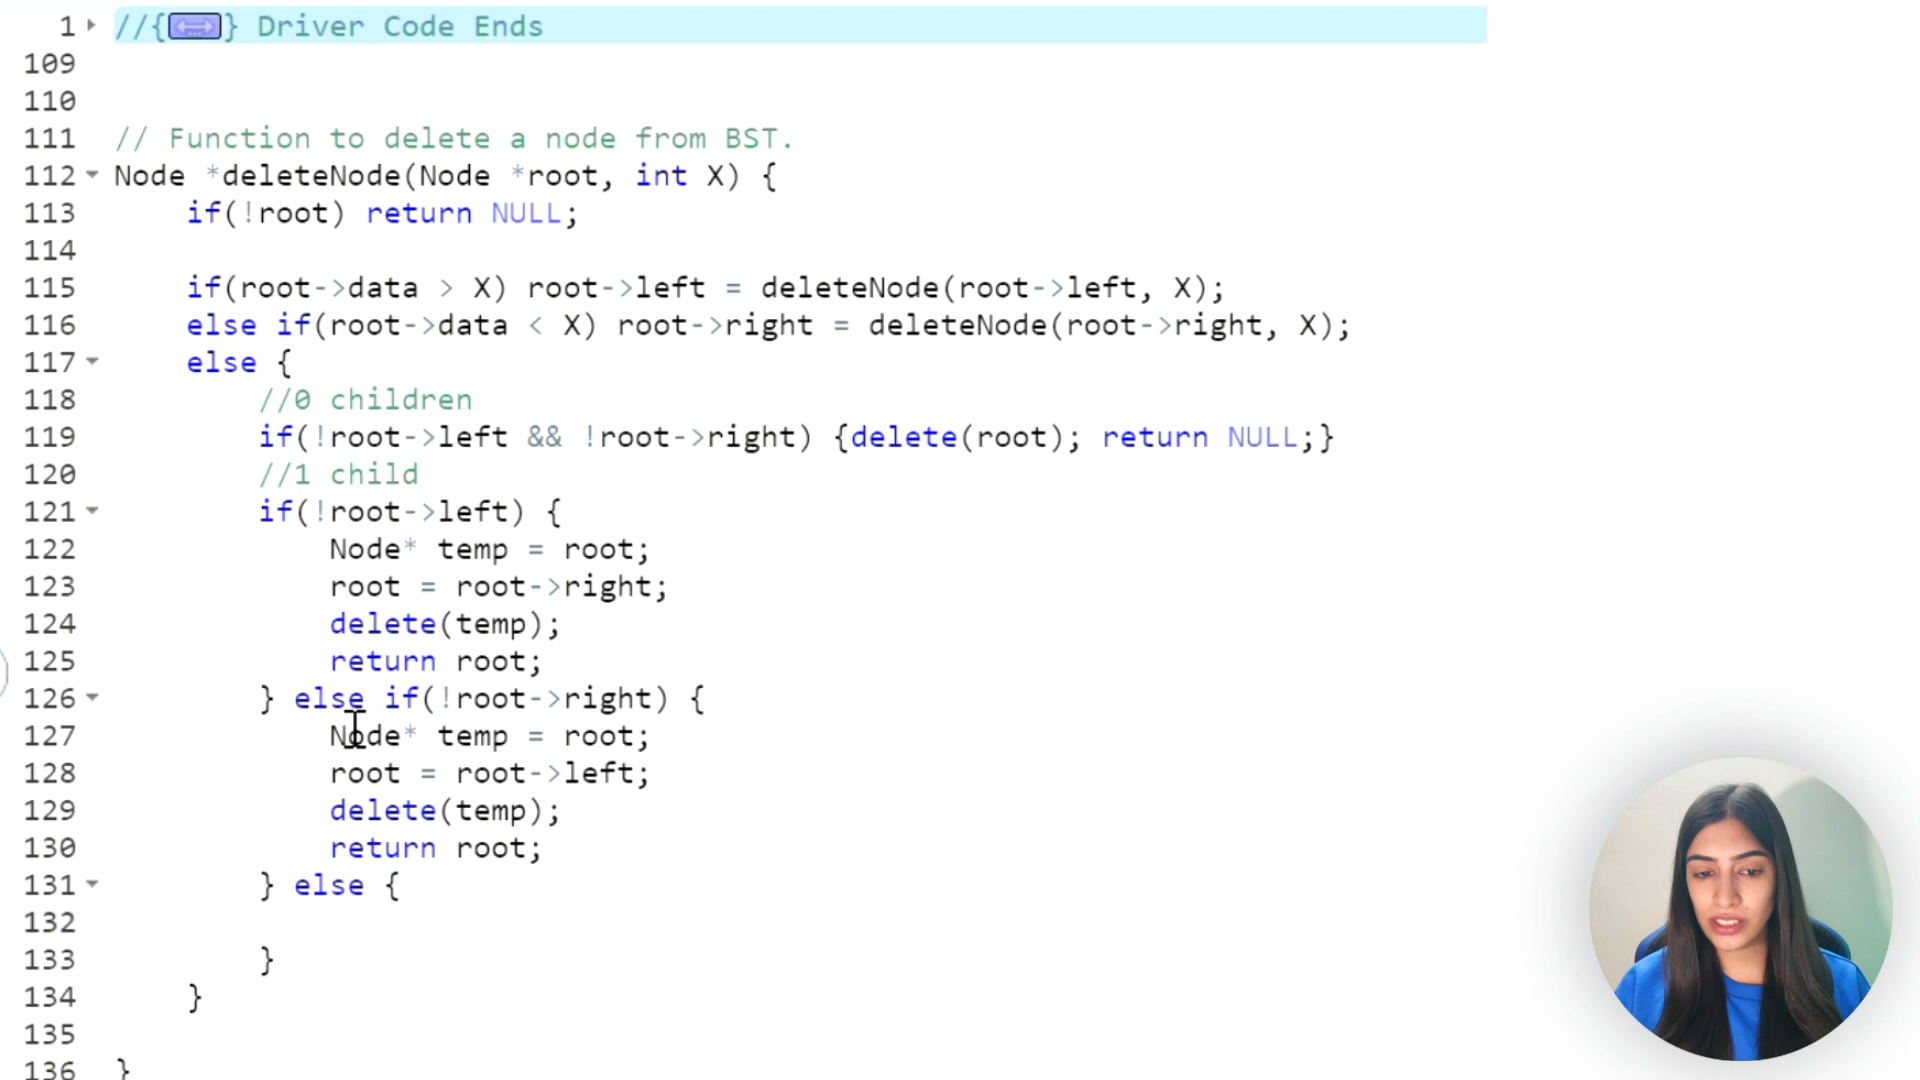 1 //{} Driver Code Ends
109
110
111 // Function to delete a node from BST.
112 Node *deleteNode(Node *root, int X) {
113     if(!root) return NULL;
114
115     if(root->data > X) root->left = deleteNode(root->left, X);
116     else if(root->data < X) root->right = deleteNode(root->right, X);
117     else {
118         //0 children
119         if(!root->left && !root->right) {delete(root); return NULL;}
120         //1 child
121         if(!root->left) {
122             Node* temp = root;
123             root = root->right;
124             delete(temp);
125             return root;
126         } else if(!root->right) {
127             Node* temp = root;
128             root = root->left;
129             delete(temp);
130             return root;
131         } else {
132
133         }
134     }
135
136 }